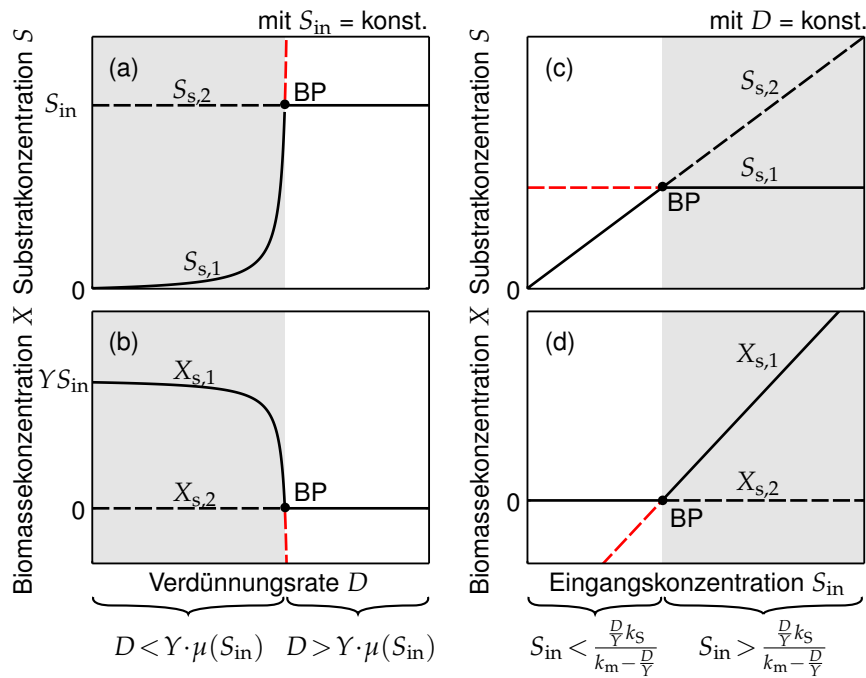 mit S_in = konst.
Substratkonzentration S
(a)
S_in
S_s,2
BP
S_s,1
0
Biomassekonzentration X
(b)
YS_in
X_s,1
BP
X_s,2
0
Verdünnungsrate D
D < Y · μ(S_in)
D > Y · μ(S_in)
mit D = konst.
Substratkonzentration S
(c)
S_s,2
S_s,1
BP
0
Biomassekonzentration X
(d)
X_s,1
0
X_s,2
BP
Eingangskonzentration S_in
S_in < (D/Y k_S)/(k_m − D/Y)
S_in > (D/Y k_S)/(k_m − D/Y)